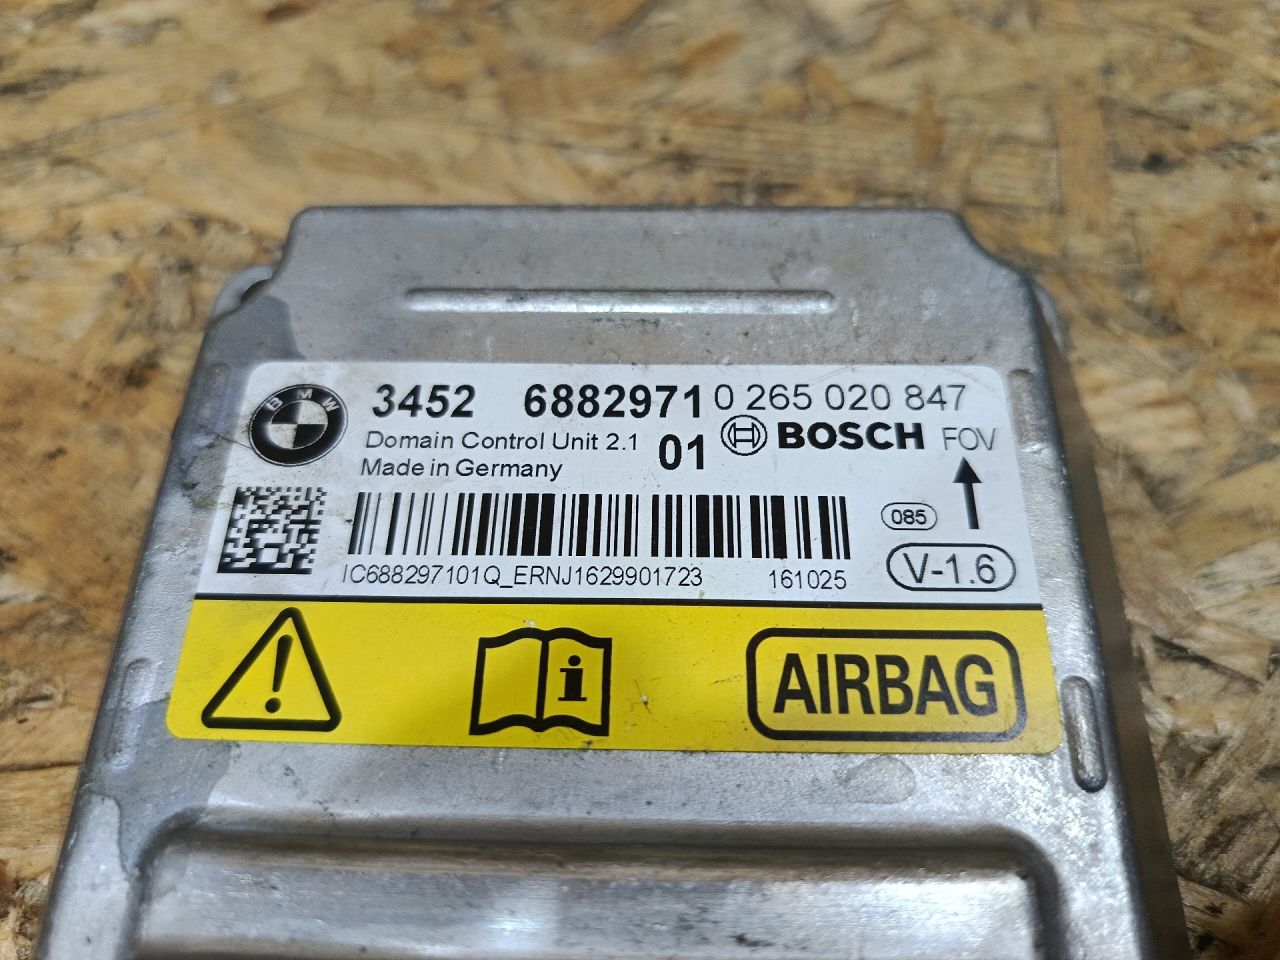 BMW
3452 6882971 0 265 020 847
Domain Control Unit 2.1 01 BOSCH FOV
Made in Germany
085
IC688297101Q_ERNJ1629901723 161025 V-1.6
AIRBAG